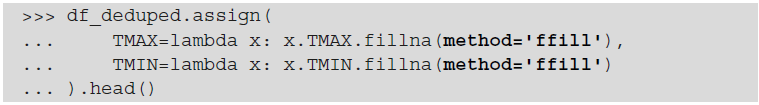 >>> df_deduped.assign(
...     TMAX=lambda x: x.TMAX.fillna(method='ffill'),
...     TMIN=lambda x: x.TMIN.fillna(method='ffill')
... ).head()